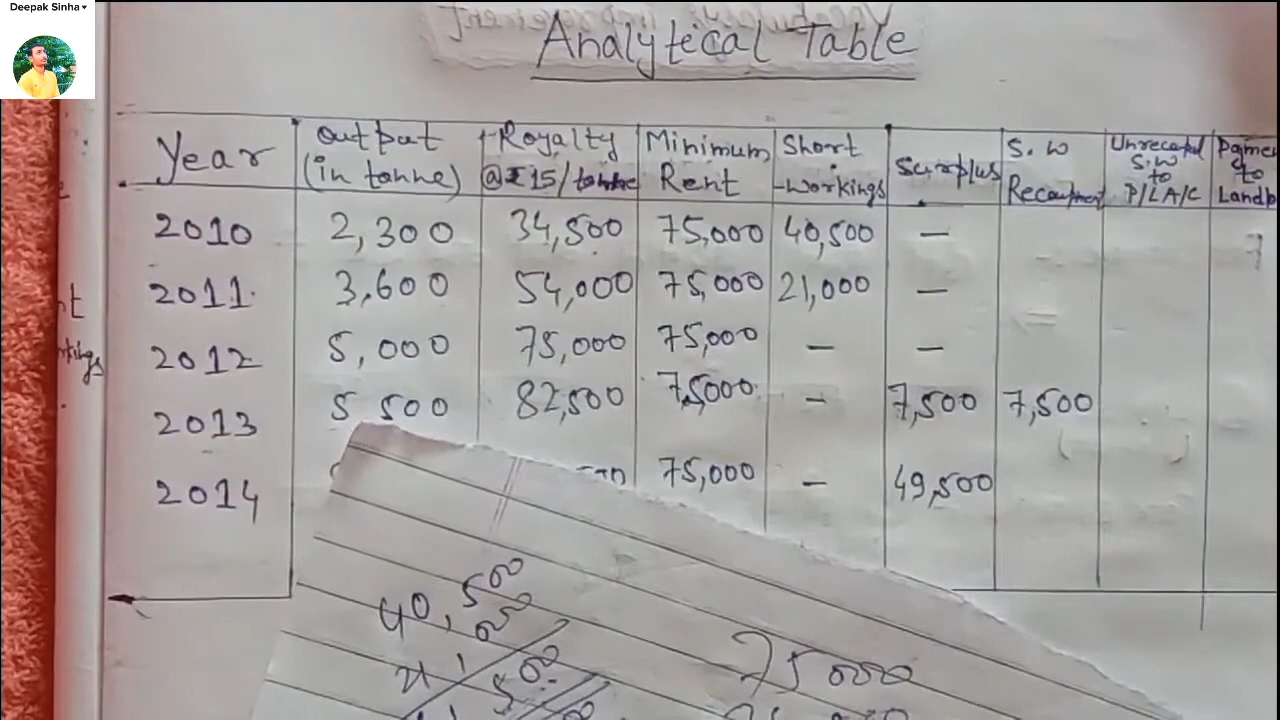 Deepak Sinha
Analytical Table
Year
Output (in tonne)
Royalty @ ₹15/tonne
Minimum Rent
Short -workings
Surplus
S.W Recoupment
S.W to P/L A/C
to
2010 2,300 34,500 75,000 40,500 —
2011 3,600 54,000 75,000 21,000 —
2012 5,000 75,000 75,000 — —
2013 5 500 82,500 75,000 — 7,500 7,500
2014 75,000 — 49,500
40,500
75000